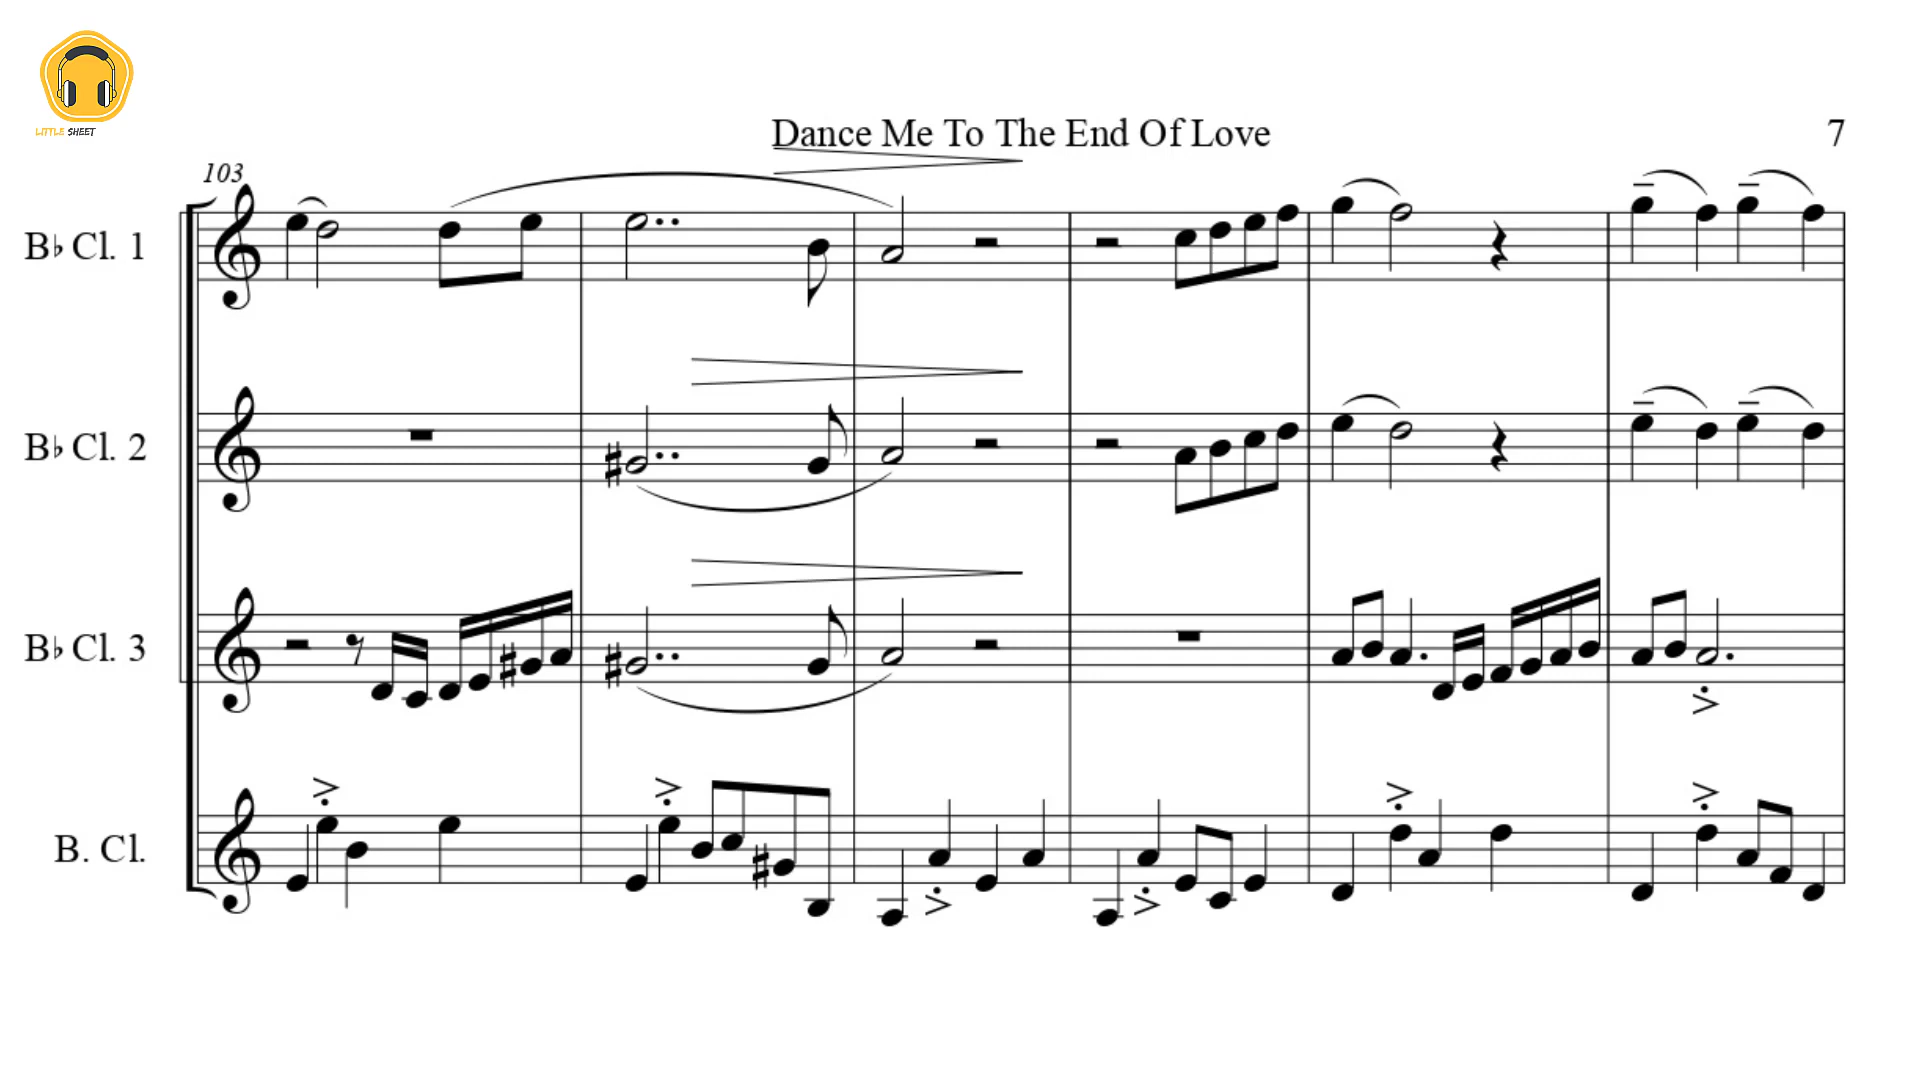 LITTLE SHEET
Dance Me To The End Of Love
7
103
B♭ Cl. 1
B♭ Cl. 2
B♭ Cl. 3
B. Cl.